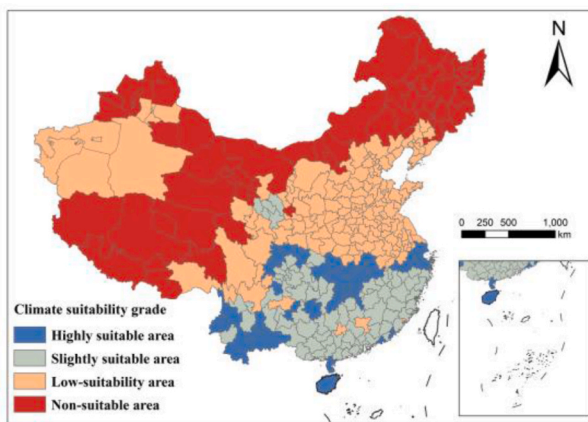 N
0 250 500 1,000
km
Climate suitability grade
Highly suitable area
Slightly suitable area
Low-suitability area
Non-suitable area